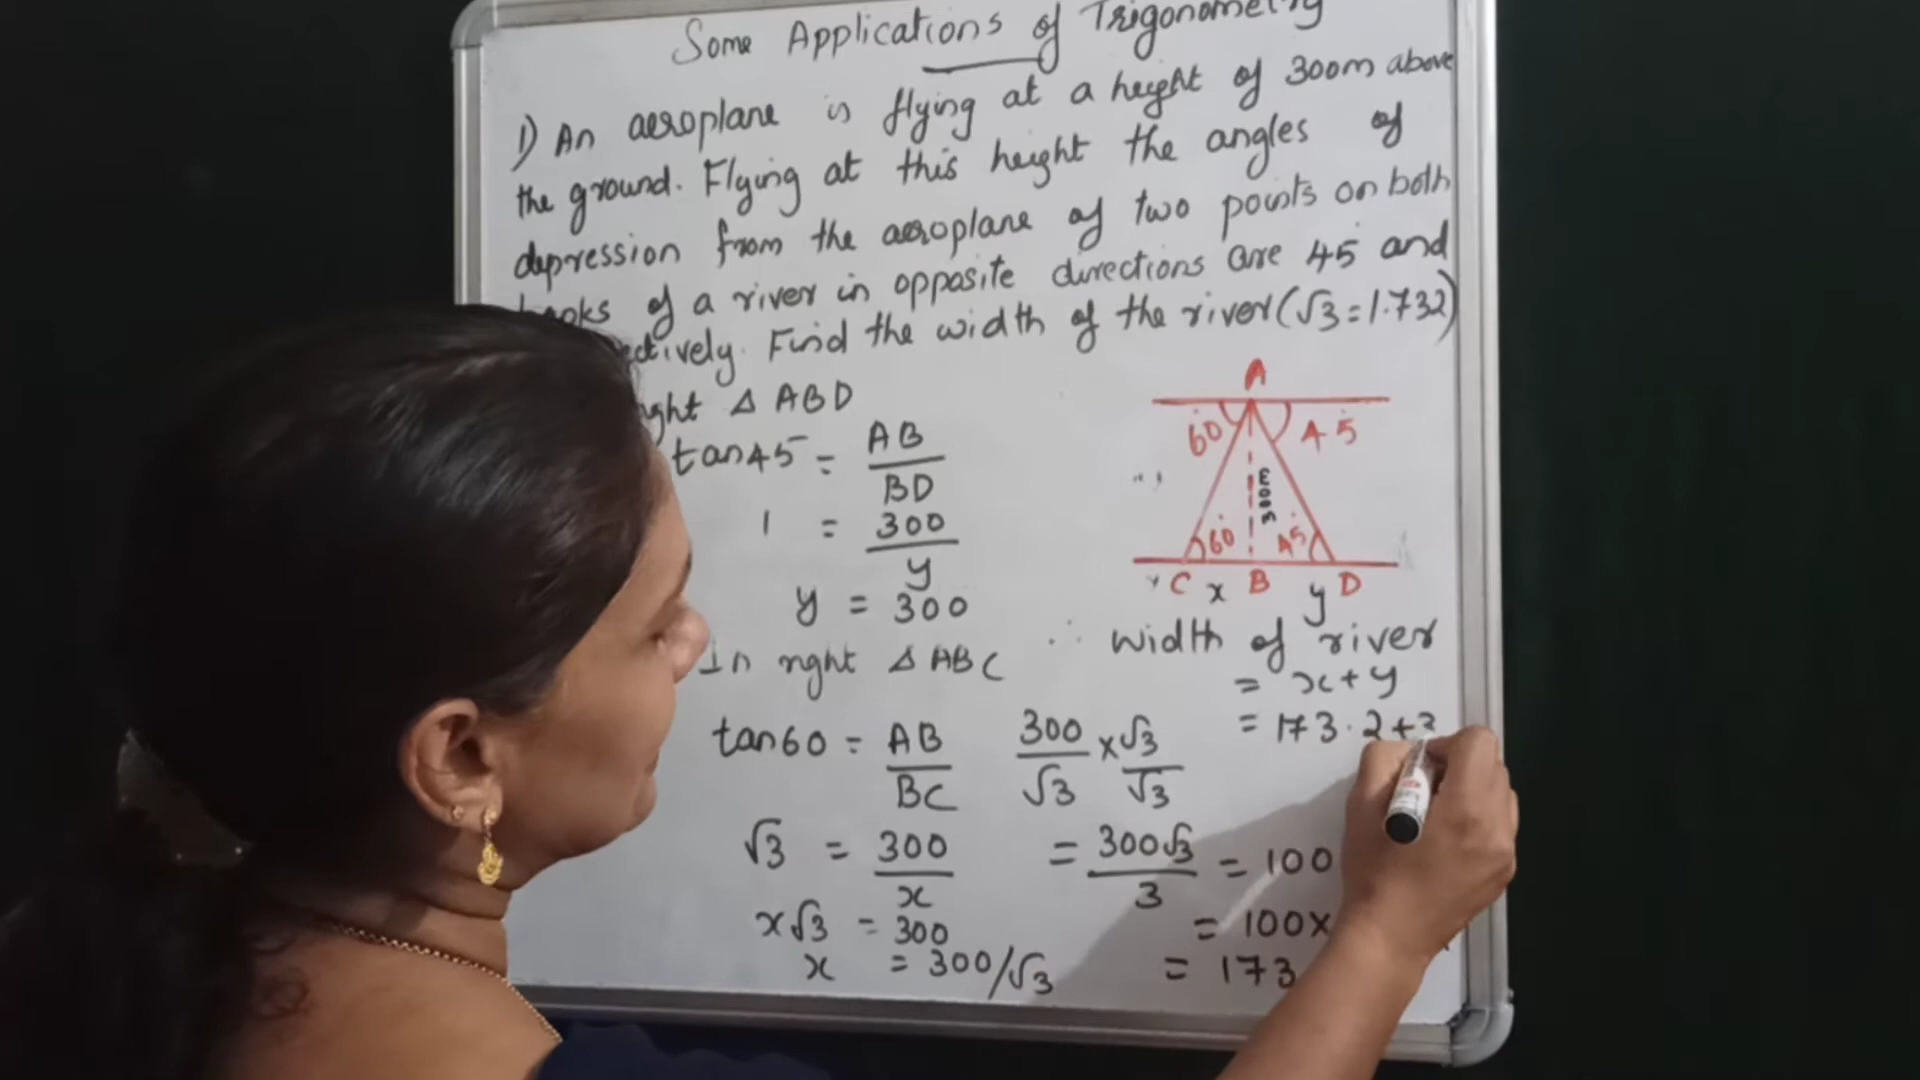 Some Applications of Trigonometry
1) An aeroplane is flying at a height of 300m above
the ground. Flying at this height the angles of
depression from the aeroplane of two points on both
of a river in opposite directions are 45 and
Find the width of the river (√3 = 1.732)
△ ABD
tan45 = AB/BD
1 = 300/y
y = 300
In right △ ABC
tan60 = AB/BC
√3 = 300/x
x√3 = 300
x = 300/√3
300/√3 × √3/√3
= 300√3/3 = 100
= 100×
= 173
A
60 45
300m
60 45
C x B y D
∴ width of river
= x+y
= 173.2+3